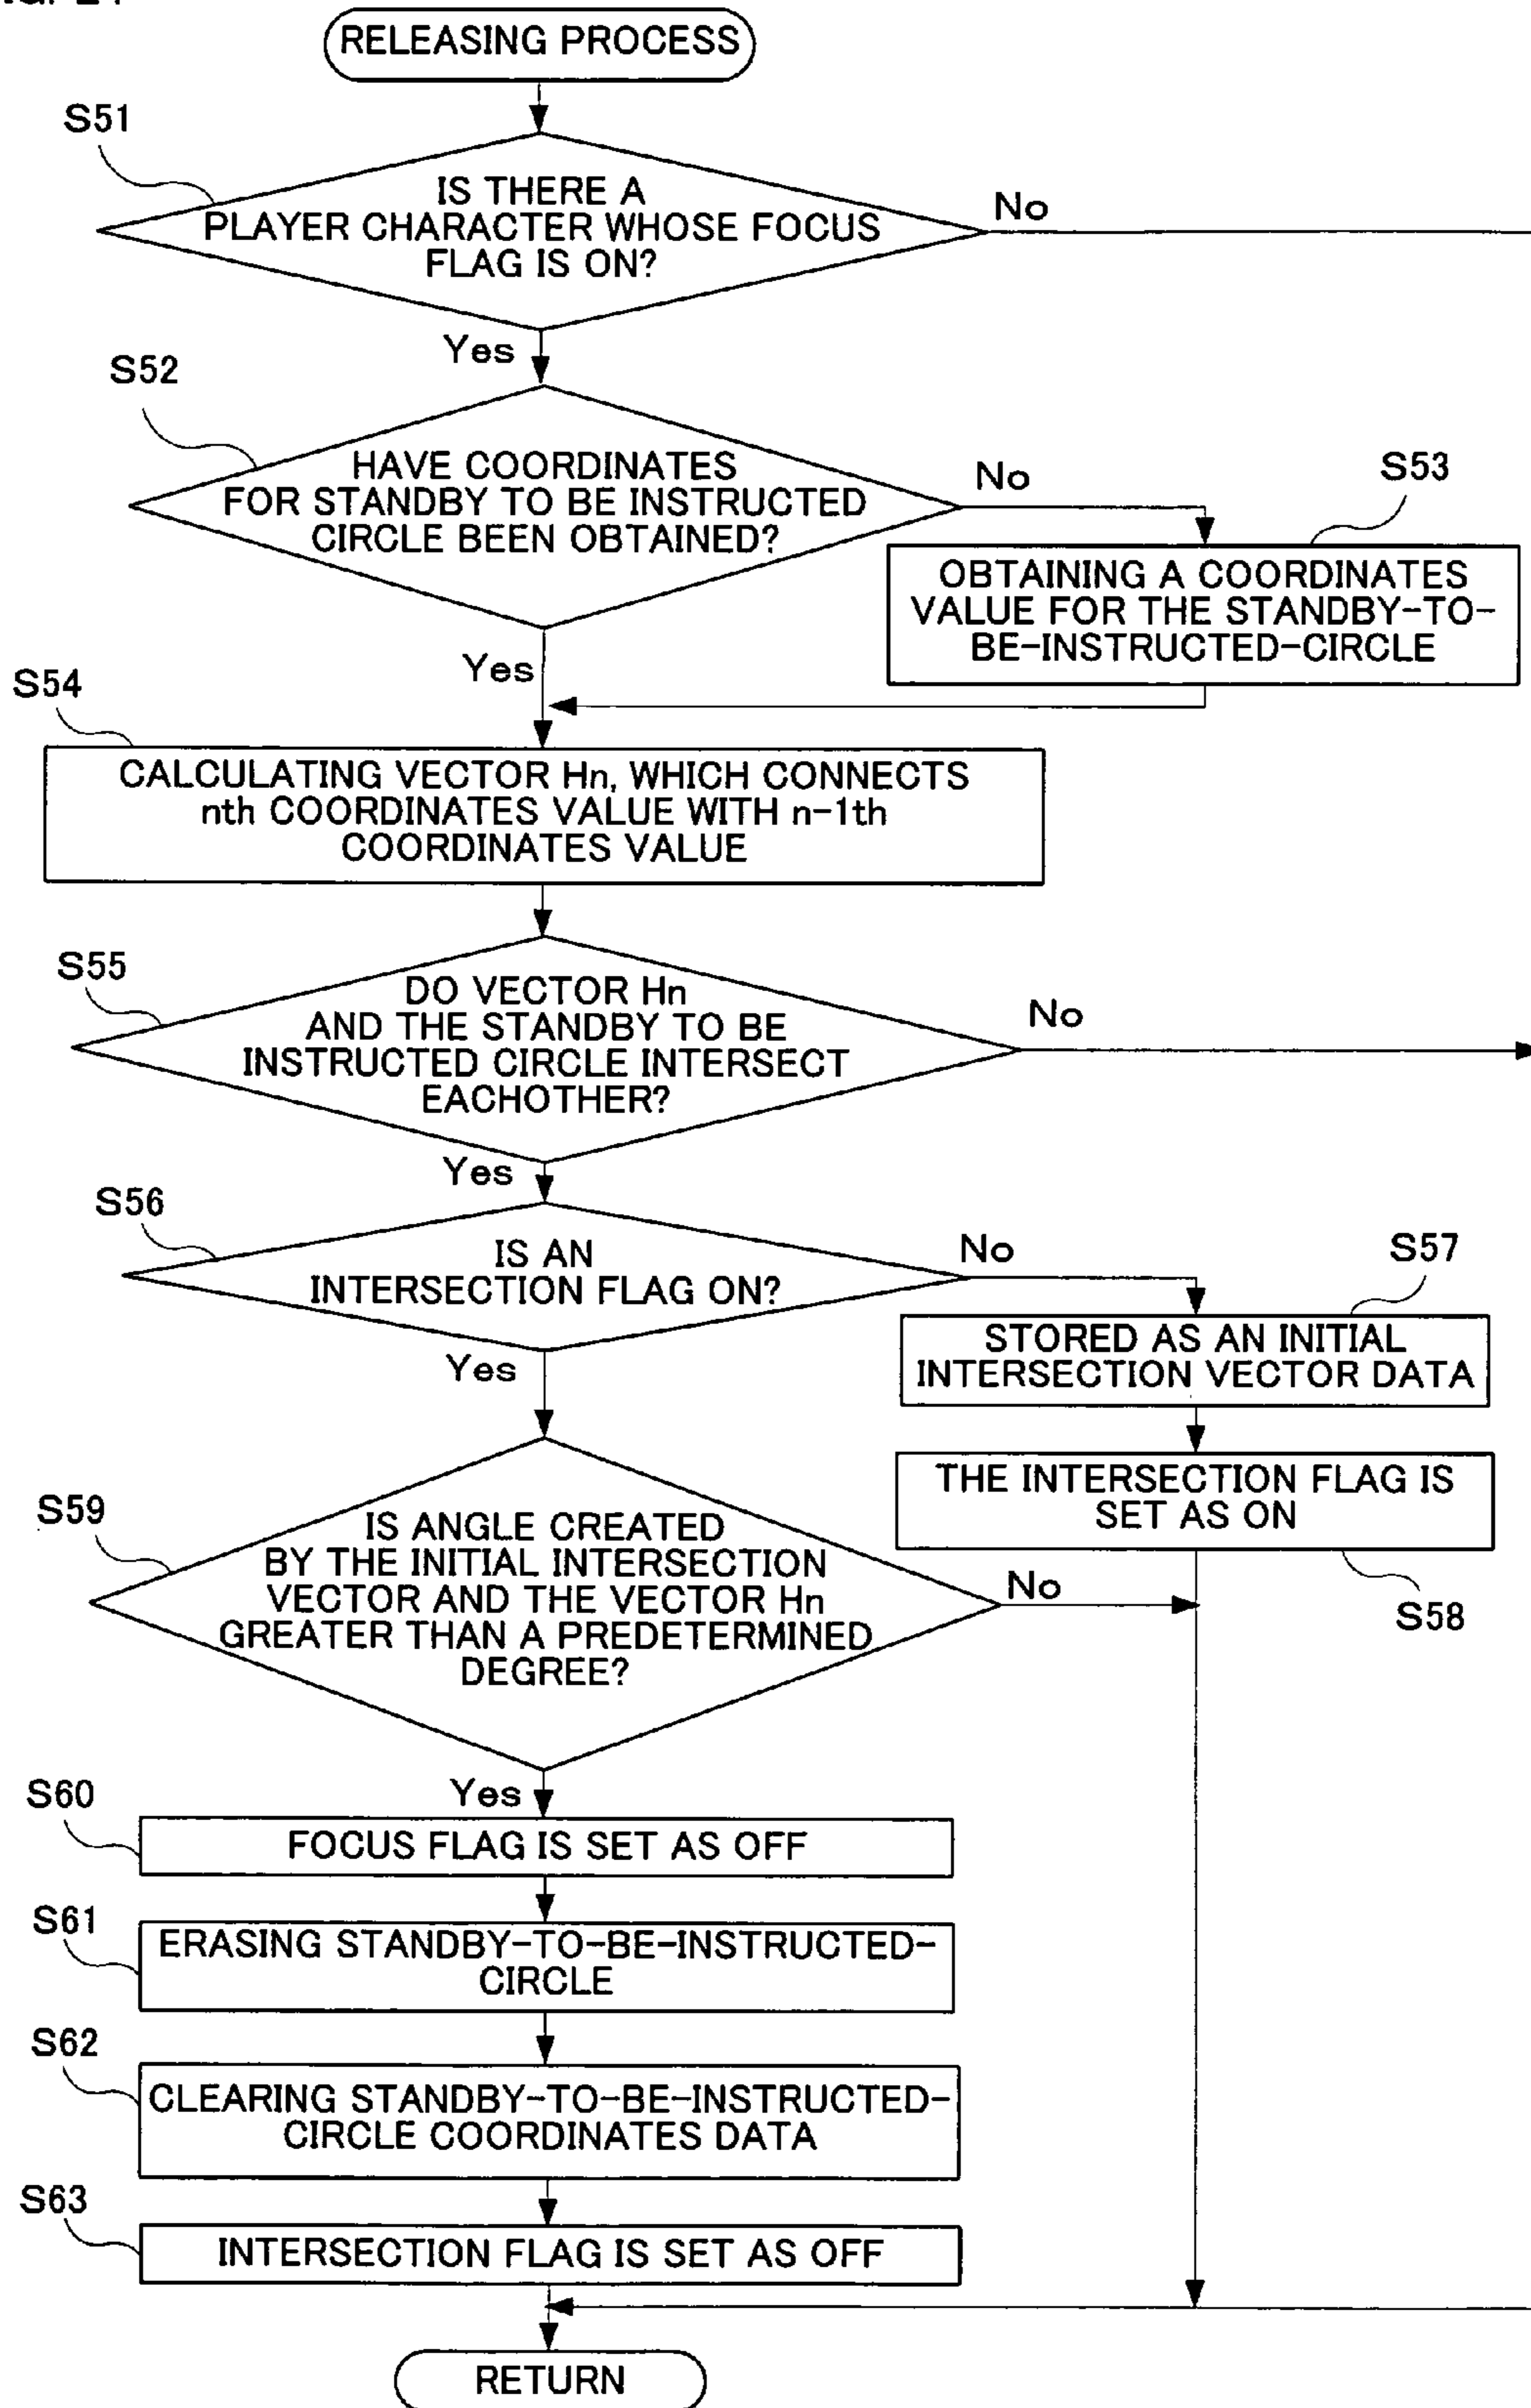 RELEASING PROCESS
S51
IS THERE A
PLAYER CHARACTER WHOSE FOCUS
FLAG IS ON?
No
Yes
S52
HAVE COORDINATES
FOR STANDBY TO BE INSTRUCTED
CIRCLE BEEN OBTAINED?
No
S53
OBTAINING A COORDINATES
VALUE FOR THE STANDBY-TO-
BE-INSTRUCTED-CIRCLE
Yes
S54
CALCULATING VECTOR Hn, WHICH CONNECTS
nth COORDINATES VALUE WITH n-1th
COORDINATES VALUE
S55
DO VECTOR Hn
AND THE STANDBY TO BE
INSTRUCTED CIRCLE INTERSECT
EACHOTHER?
No
Yes
S56
IS AN
INTERSECTION FLAG ON?
No
S57
STORED AS AN INITIAL
INTERSECTION VECTOR DATA
Yes
THE INTERSECTION FLAG IS
SET AS ON
S58
S59
IS ANGLE CREATED
BY THE INITIAL INTERSECTION
VECTOR AND THE VECTOR Hn
GREATER THAN A PREDETERMINED
DEGREE?
No
Yes
S60
FOCUS FLAG IS SET AS OFF
S61
ERASING STANDBY-TO-BE-INSTRUCTED-
CIRCLE
S62
CLEARING STANDBY-TO-BE-INSTRUCTED-
CIRCLE COORDINATES DATA
S63
INTERSECTION FLAG IS SET AS OFF
RETURN